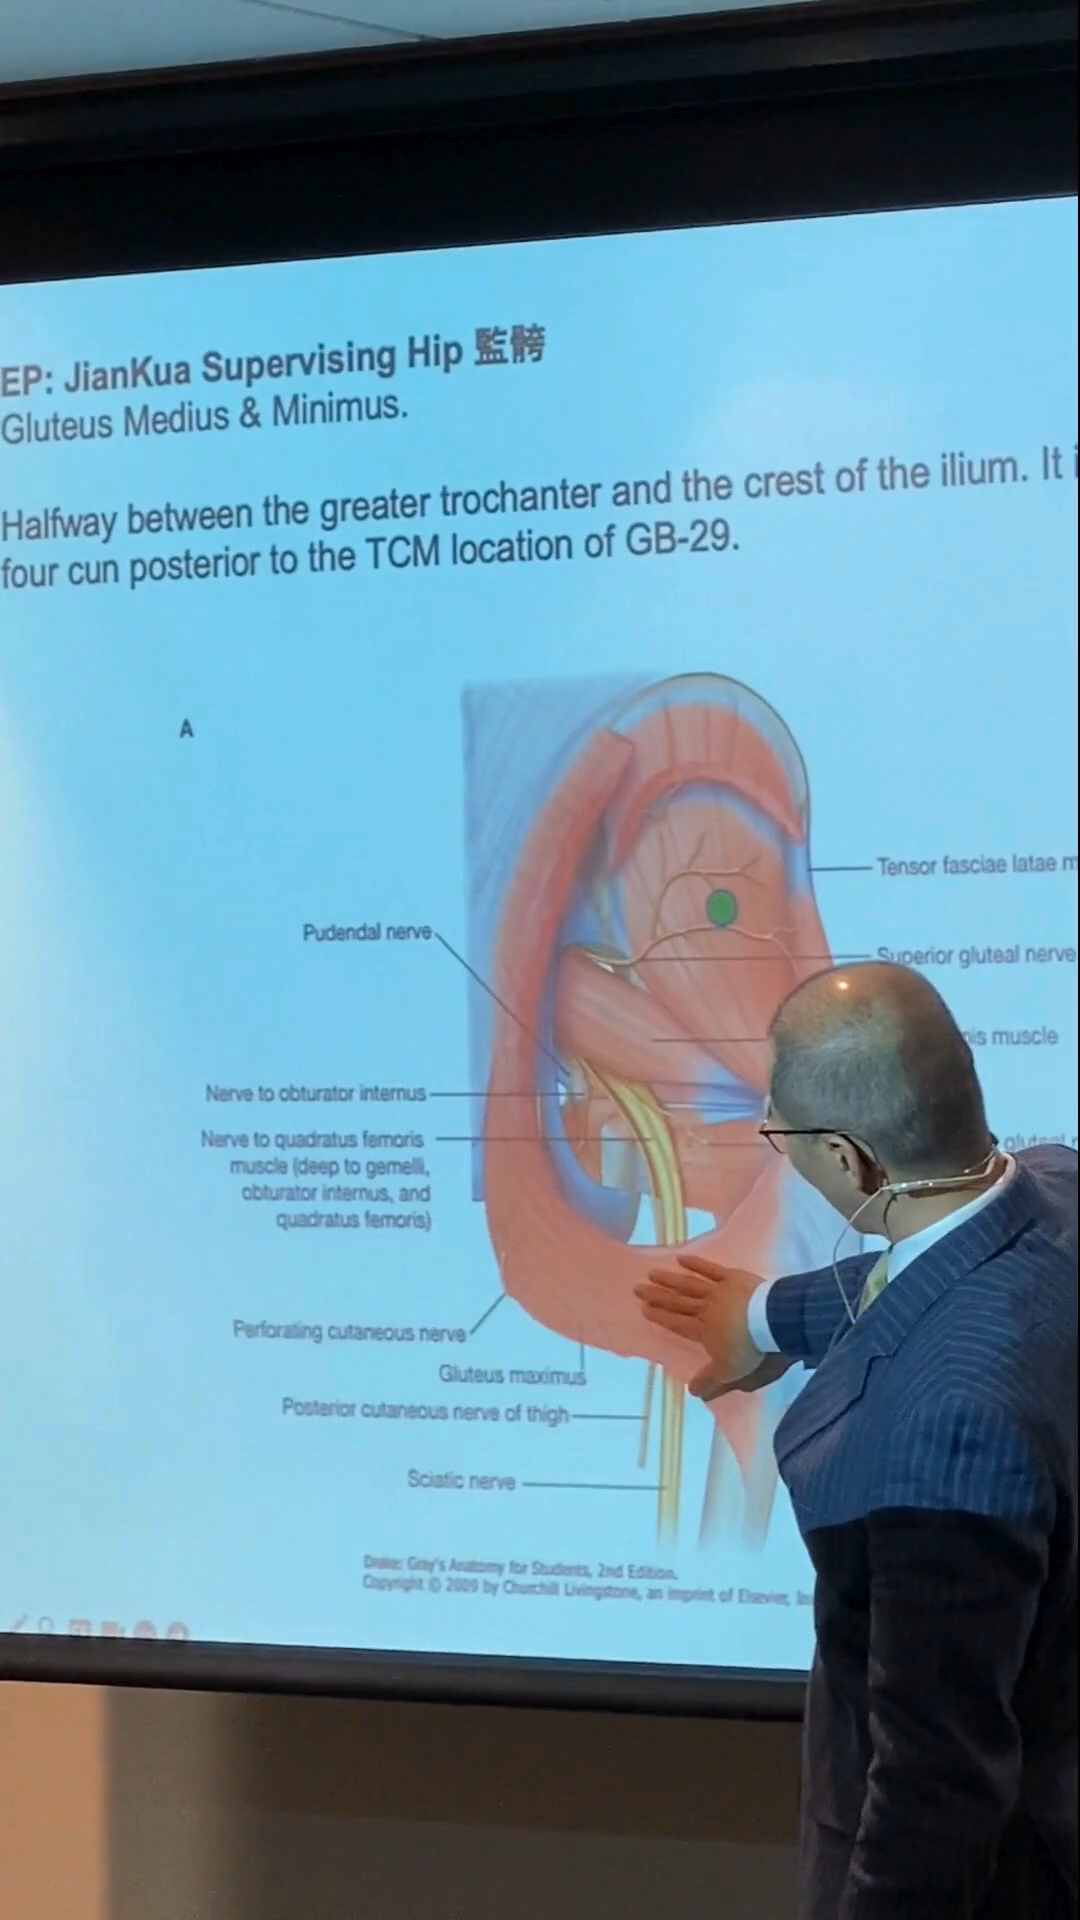 EP: JianKua Supervising Hip 監髂
Gluteus Medius & Minimus.
Halfway between the greater trochanter and the crest of the ilium. It
four cun posterior to the TCM location of GB-29.
A
Tensor fasciae latae
Pudendal nerve
Superior gluteal nerve
muscle
Nerve to obturator internus
Nerve to quadratus femoris
muscle (deep to gemelli,
obturator internus, and
quadratus femoris)
Perforating cutaneous nerve
Gluteus maximus
Posterior cutaneous nerve of thigh
Sciatic nerve
Drake: Gray's Anatomy for Students, 2nd Edition.
Copyright © 2009 by Churchill Livingstone, an imprint of Elsevier,